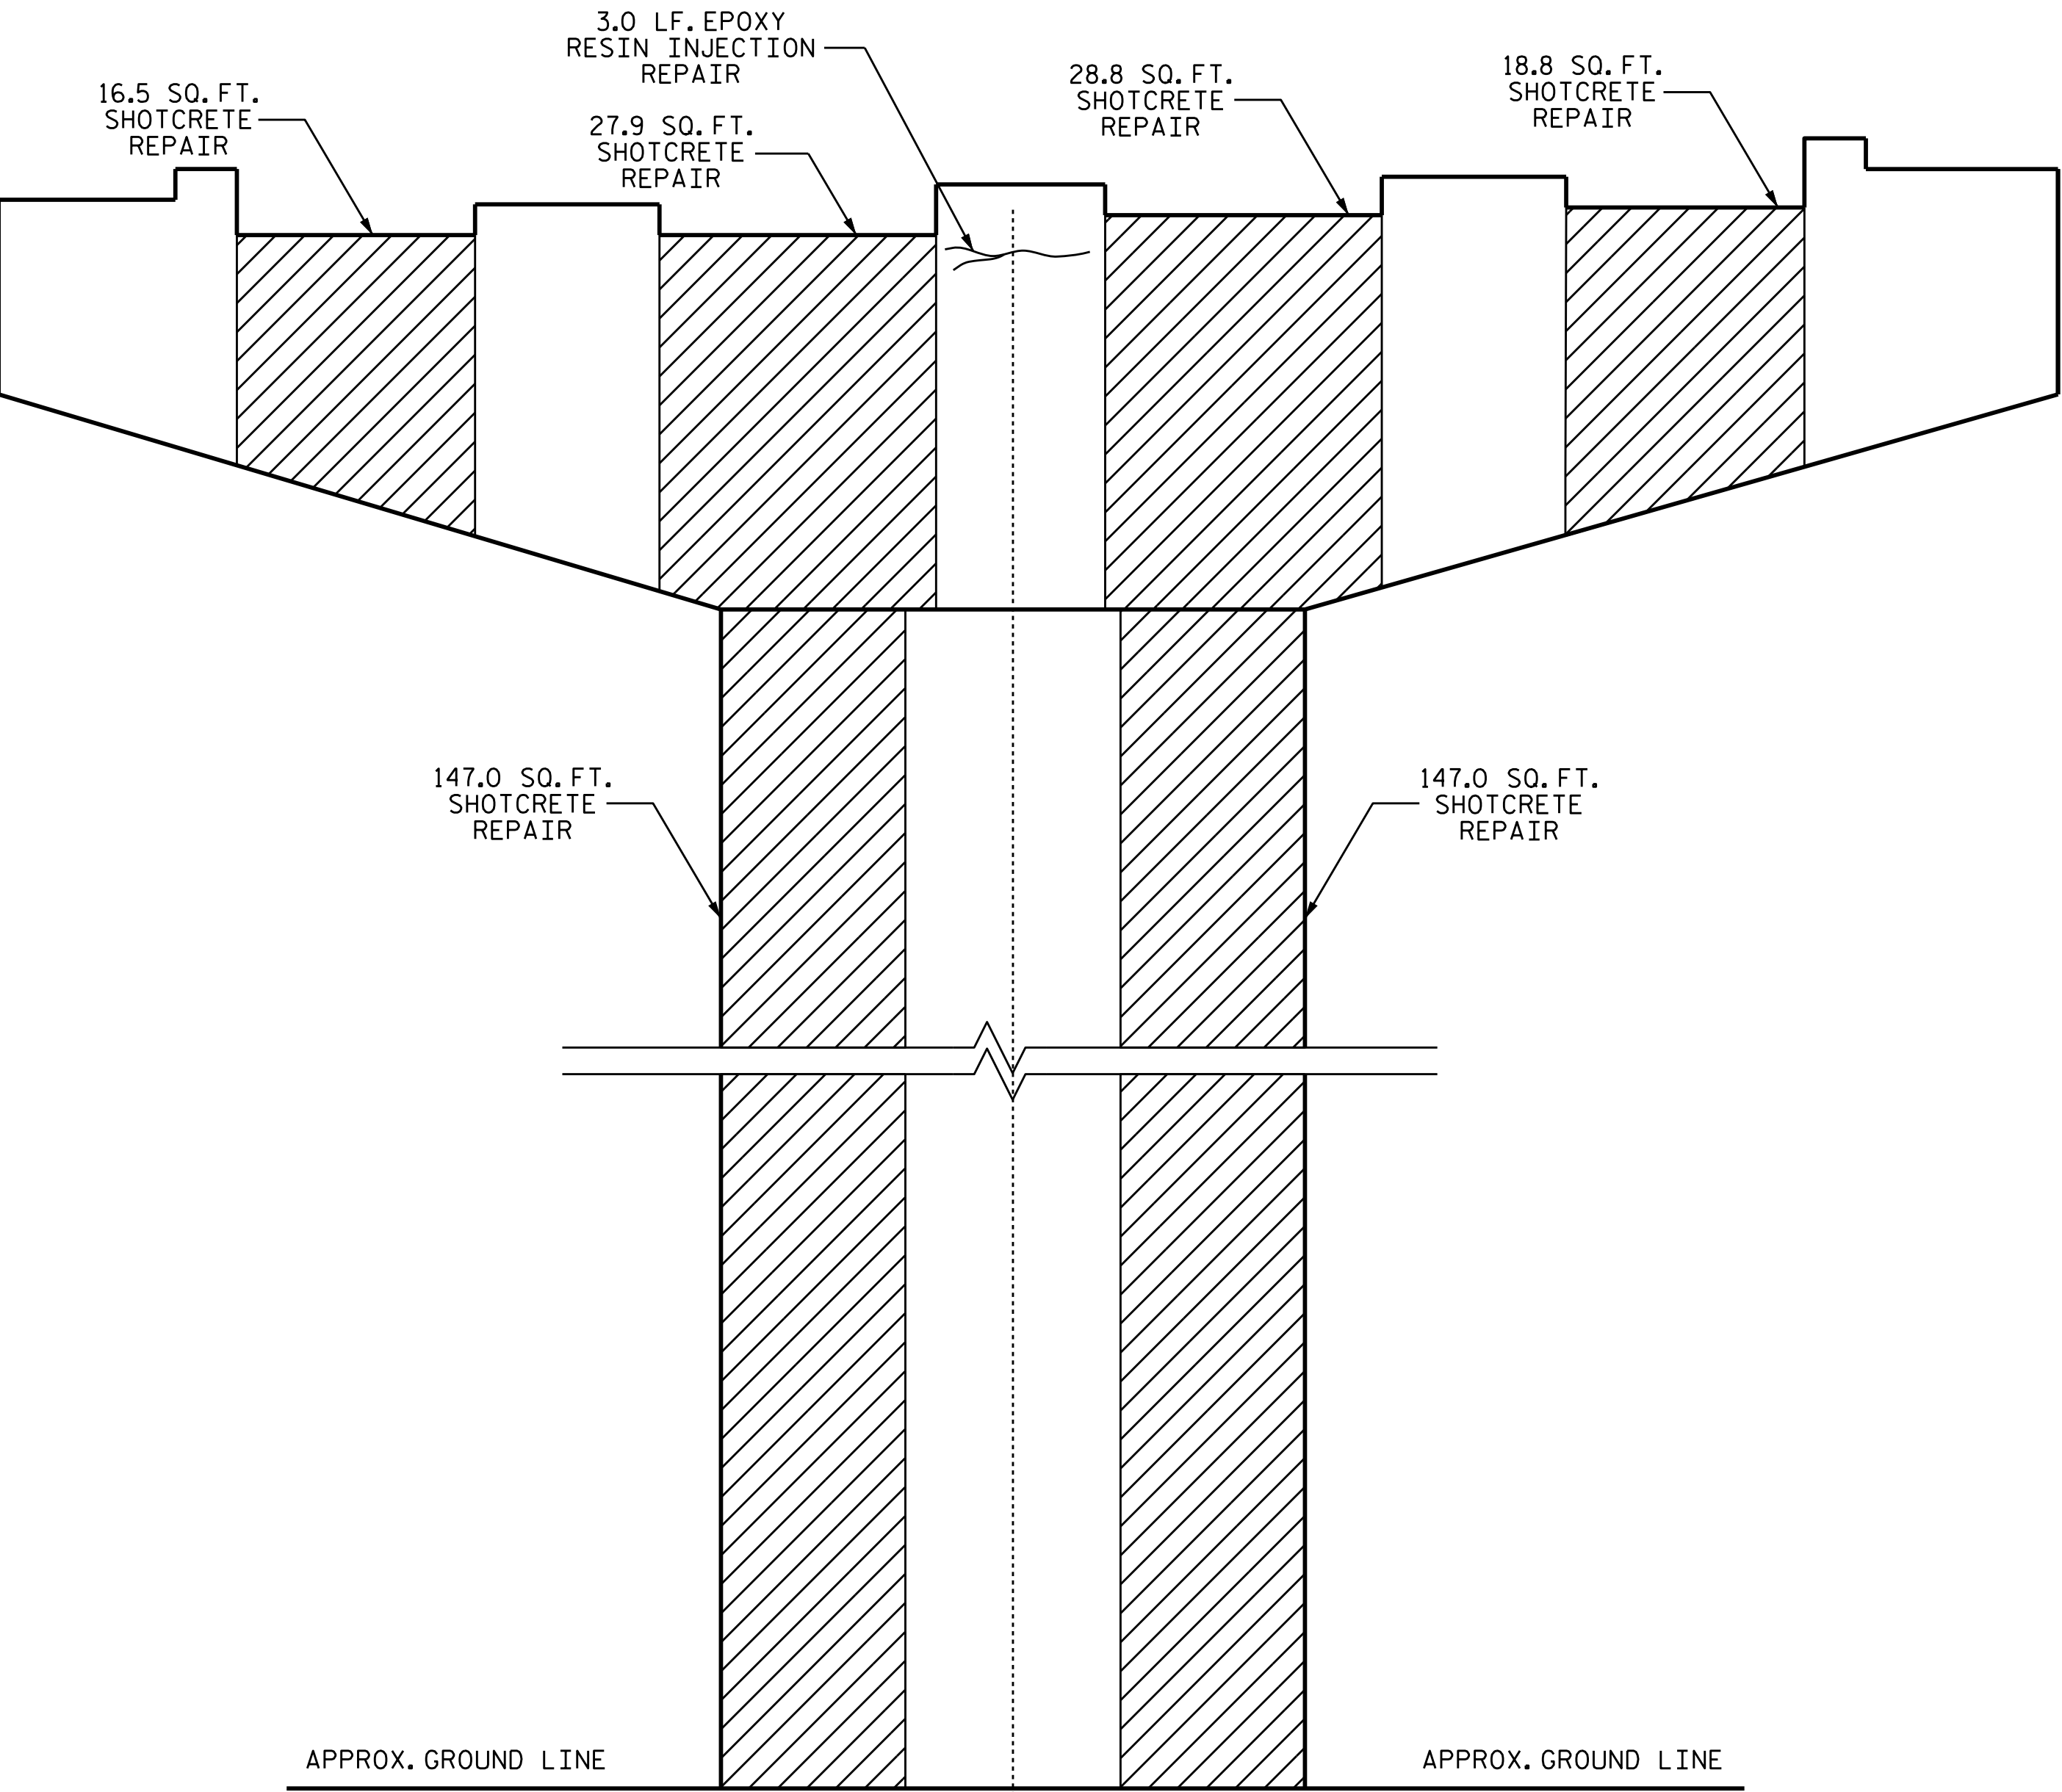 3.0 LF. EPOXY
RESIN INJECTION
REPAIR
16.5 SQ. FT.
SHOTCRETE
REPAIR
27.9 SQ. FT.
SHOTCRETE
REPAIR
28.8 SQ. FT.
SHOTCRETE
REPAIR
18.8 SQ. FT.
SHOTCRETE
REPAIR
147.0 SQ. FT.
SHOTCRETE
REPAIR
147.0 SQ. FT.
SHOTCRETE
REPAIR
APPROX. GROUND LINE
APPROX. GROUND LINE